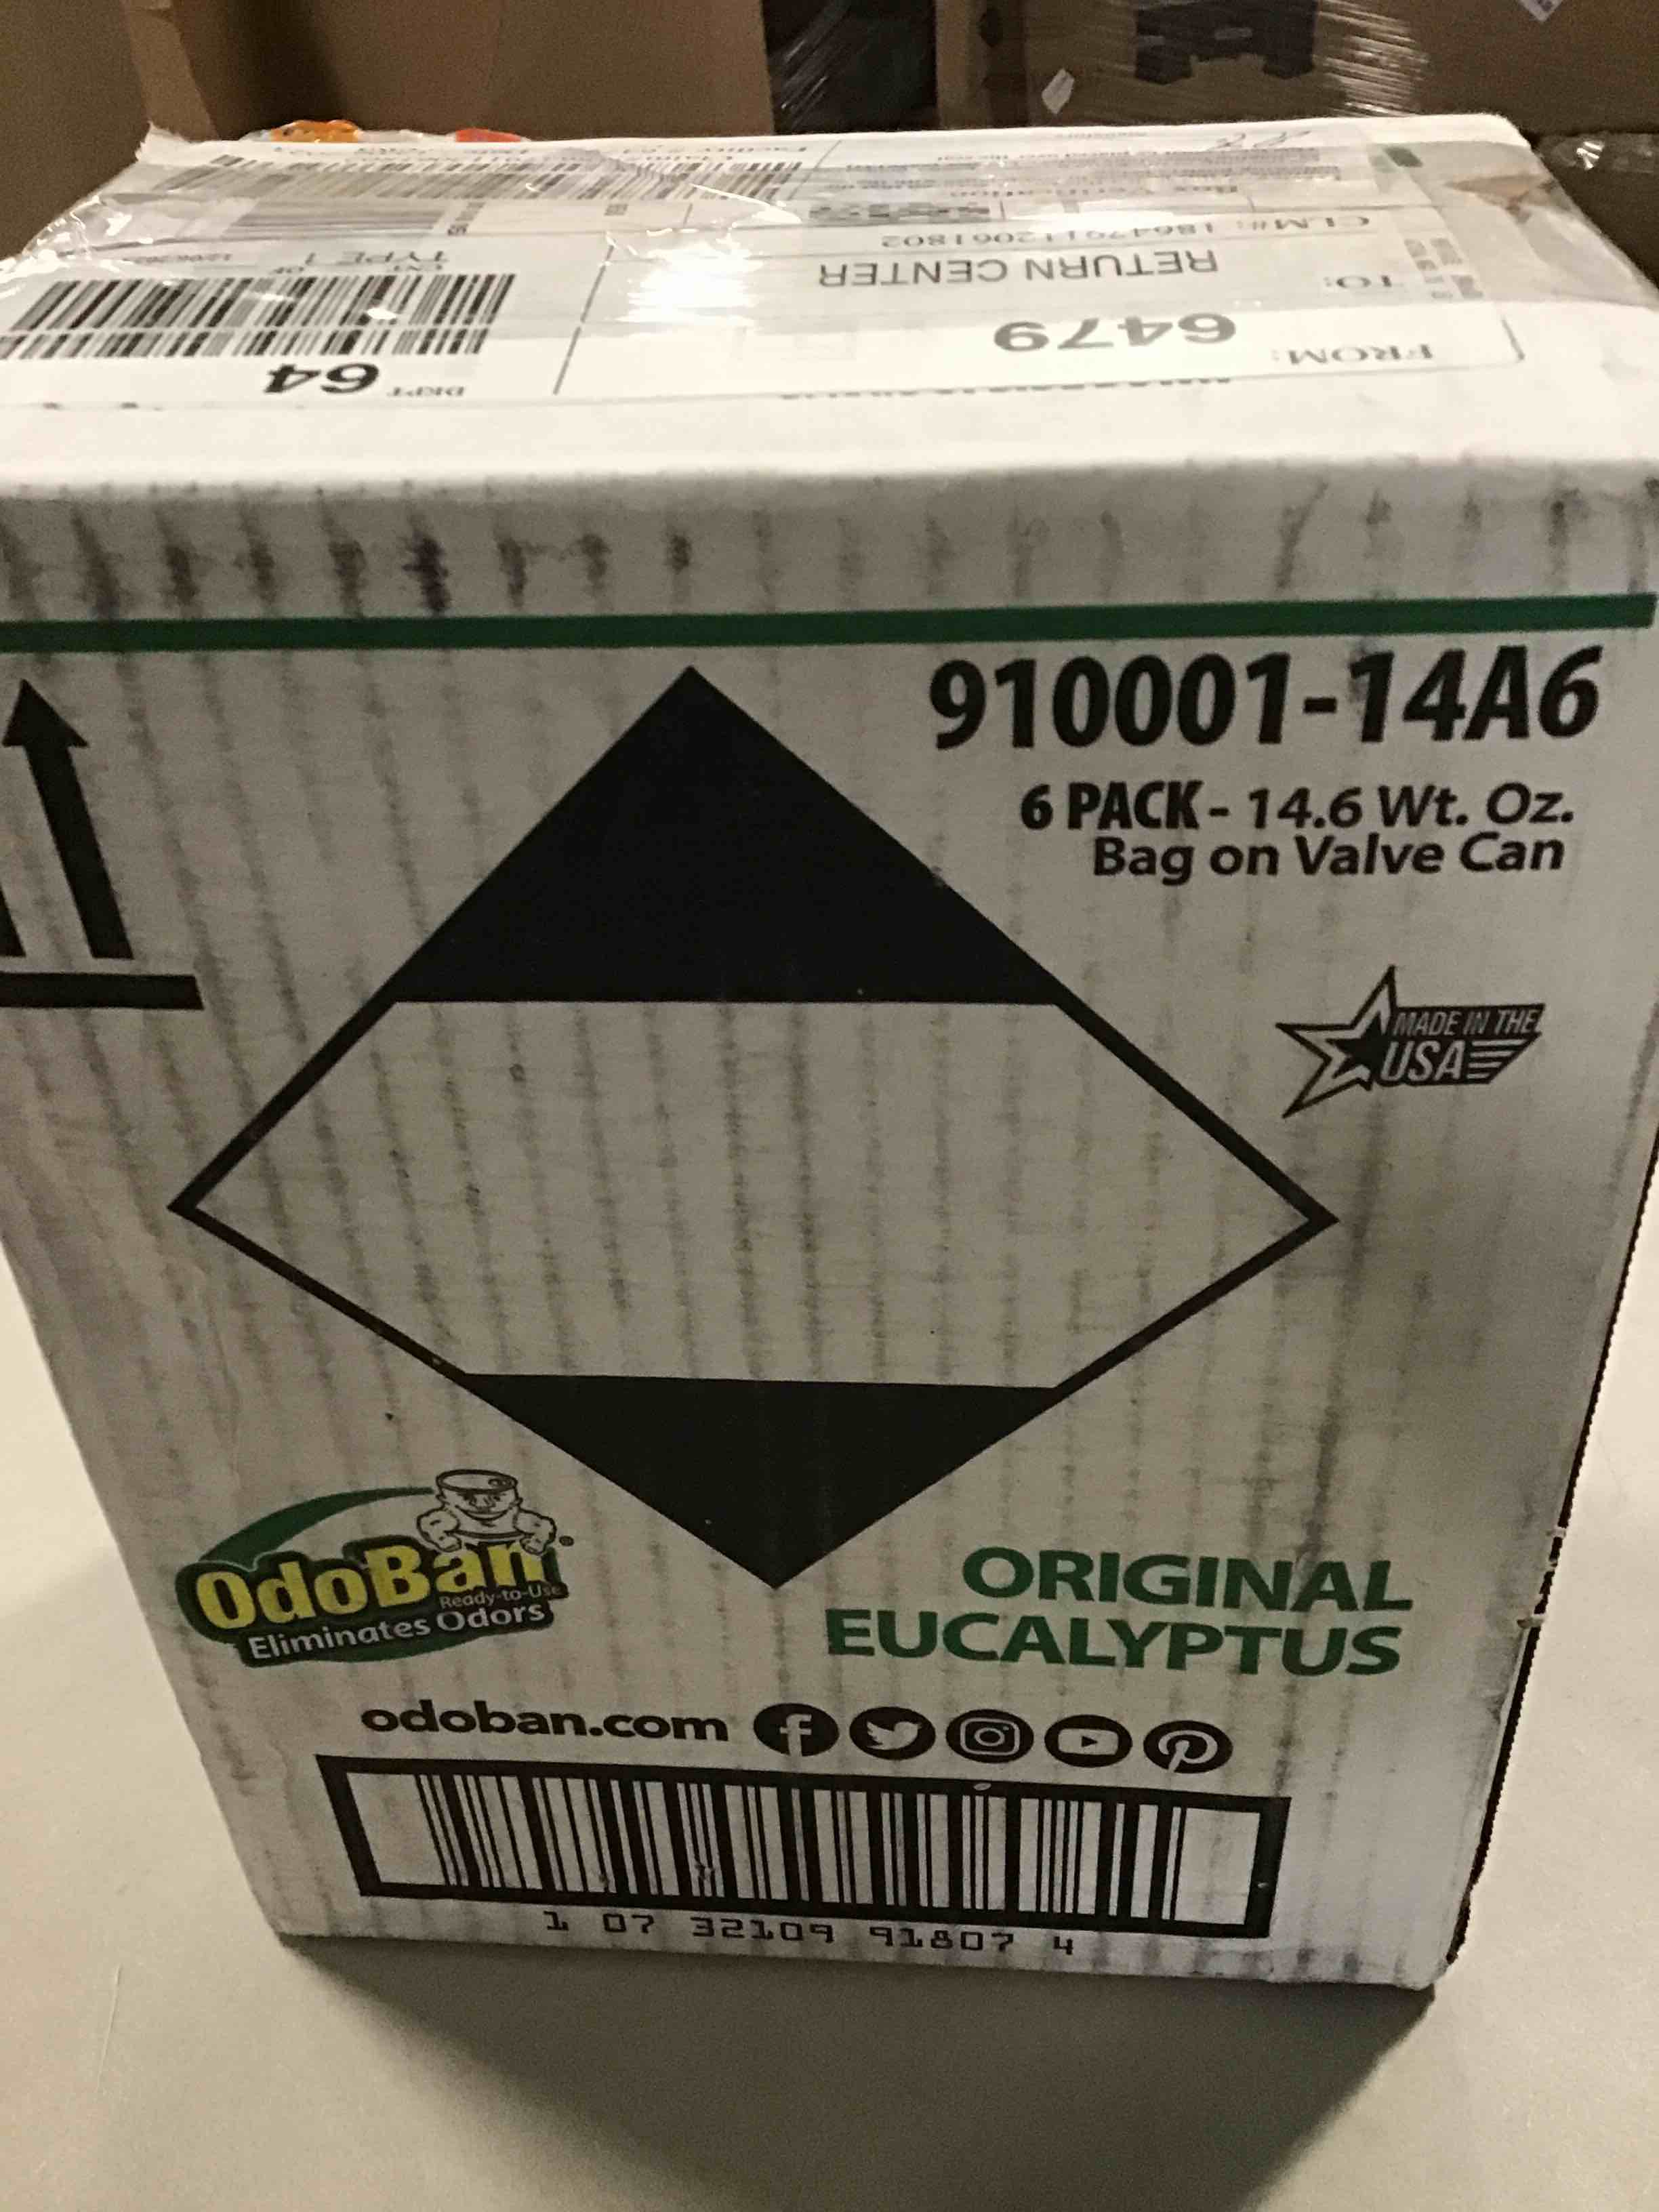 FROM:
6479
TO:
RETURN CENTER
CLM#: 186479112061802
DEPT 64
TYPE 1
910001-14A6
6 PACK - 14.6 Wt. Oz.
Bag on Valve Can
MADE IN THE
USA
OdoBan
Ready-to-Use
Eliminates Odors
ORIGINAL
EUCALYPTUS
odoban.com
1 07 32109 91807 4